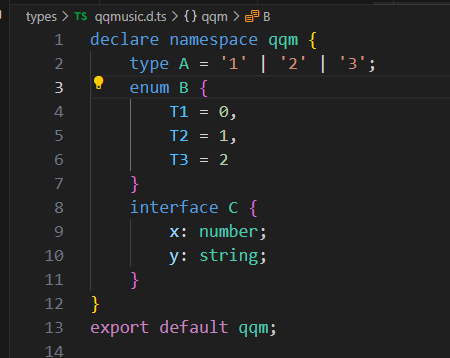 types > TS qqmusic.d.ts > {} qqm > B
1 declare namespace qqm {
2     type A = '1' | '2' | '3';
3     enum B {
4         T1 = 0,
5         T2 = 1,
6         T3 = 2
7     }
8     interface C {
9         x: number;
10         y: string;
11     }
12 }
13 export default qqm;
14